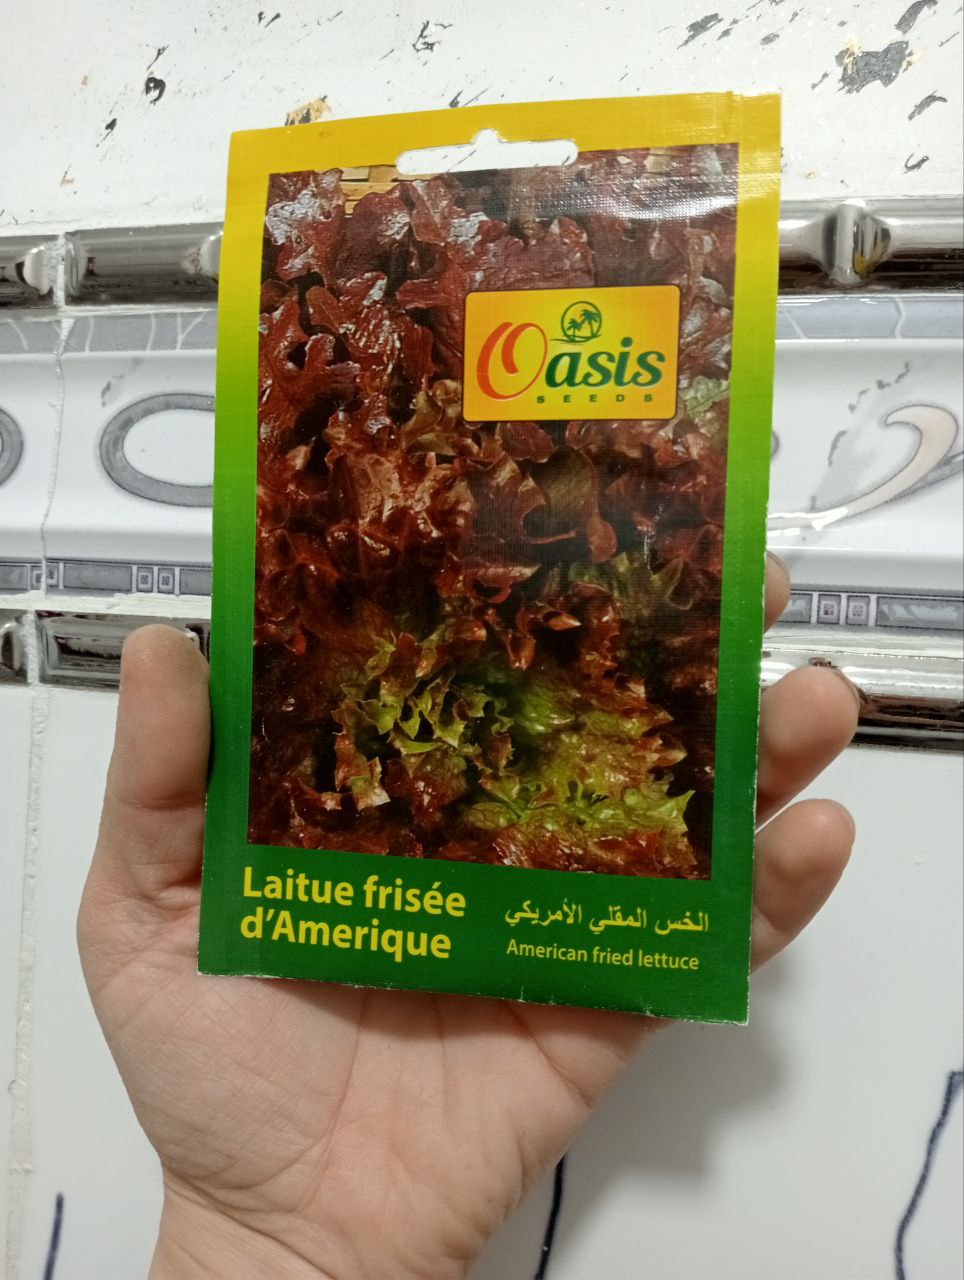 Oasis
SEEDS
Laitue frisée
d'Amerique
الخس المقلي الأمريكي
American fried lettuce